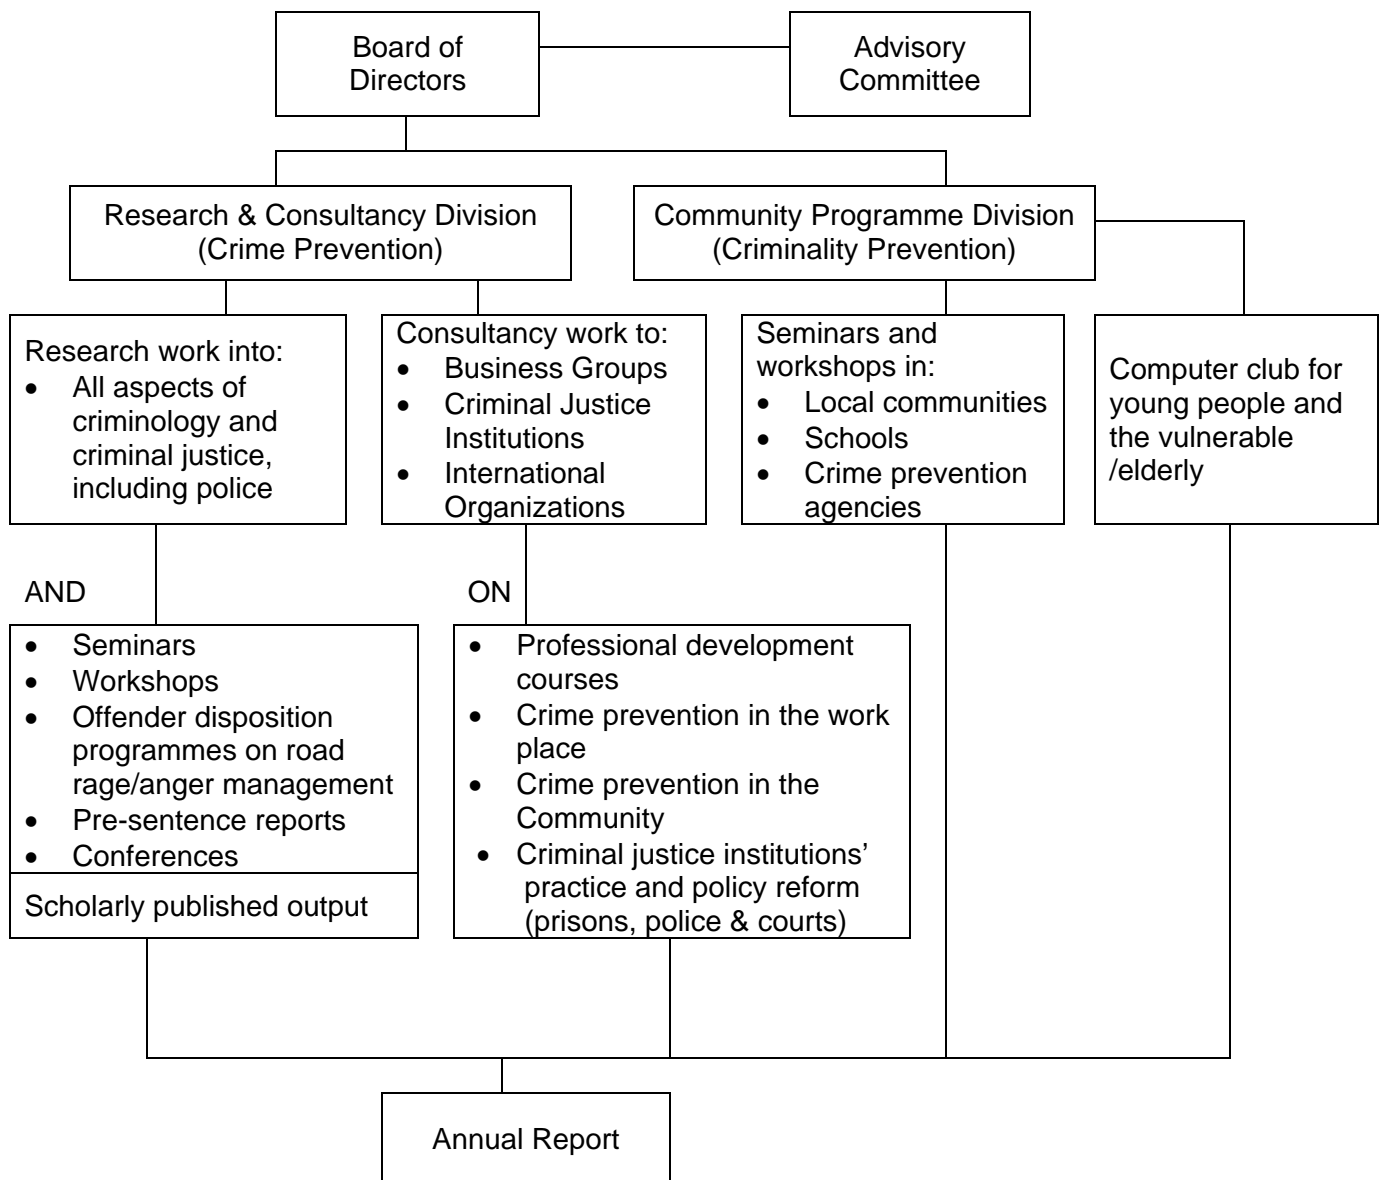 Board of
Directors
Advisory
Committee
Research & Consultancy Division
(Crime Prevention)
Community Programme Division
(Criminality Prevention)
Research work into:
• All aspects of
criminology and
criminal justice,
including police
Consultancy work to:
• Business Groups
• Criminal Justice
Institutions
• International
Organizations
Seminars and
workshops in:
• Local communities
• Schools
• Crime prevention
agencies
Computer club for
young people and
the vulnerable
/elderly
AND
ON
• Seminars
• Workshops
• Offender disposition
programmes on road
rage/anger management
• Pre-sentence reports
• Conferences
Scholarly published output
• Professional development
courses
• Crime prevention in the work
place
• Crime prevention in the
Community
• Criminal justice institutions’
practice and policy reform
(prisons, police & courts)
Annual Report